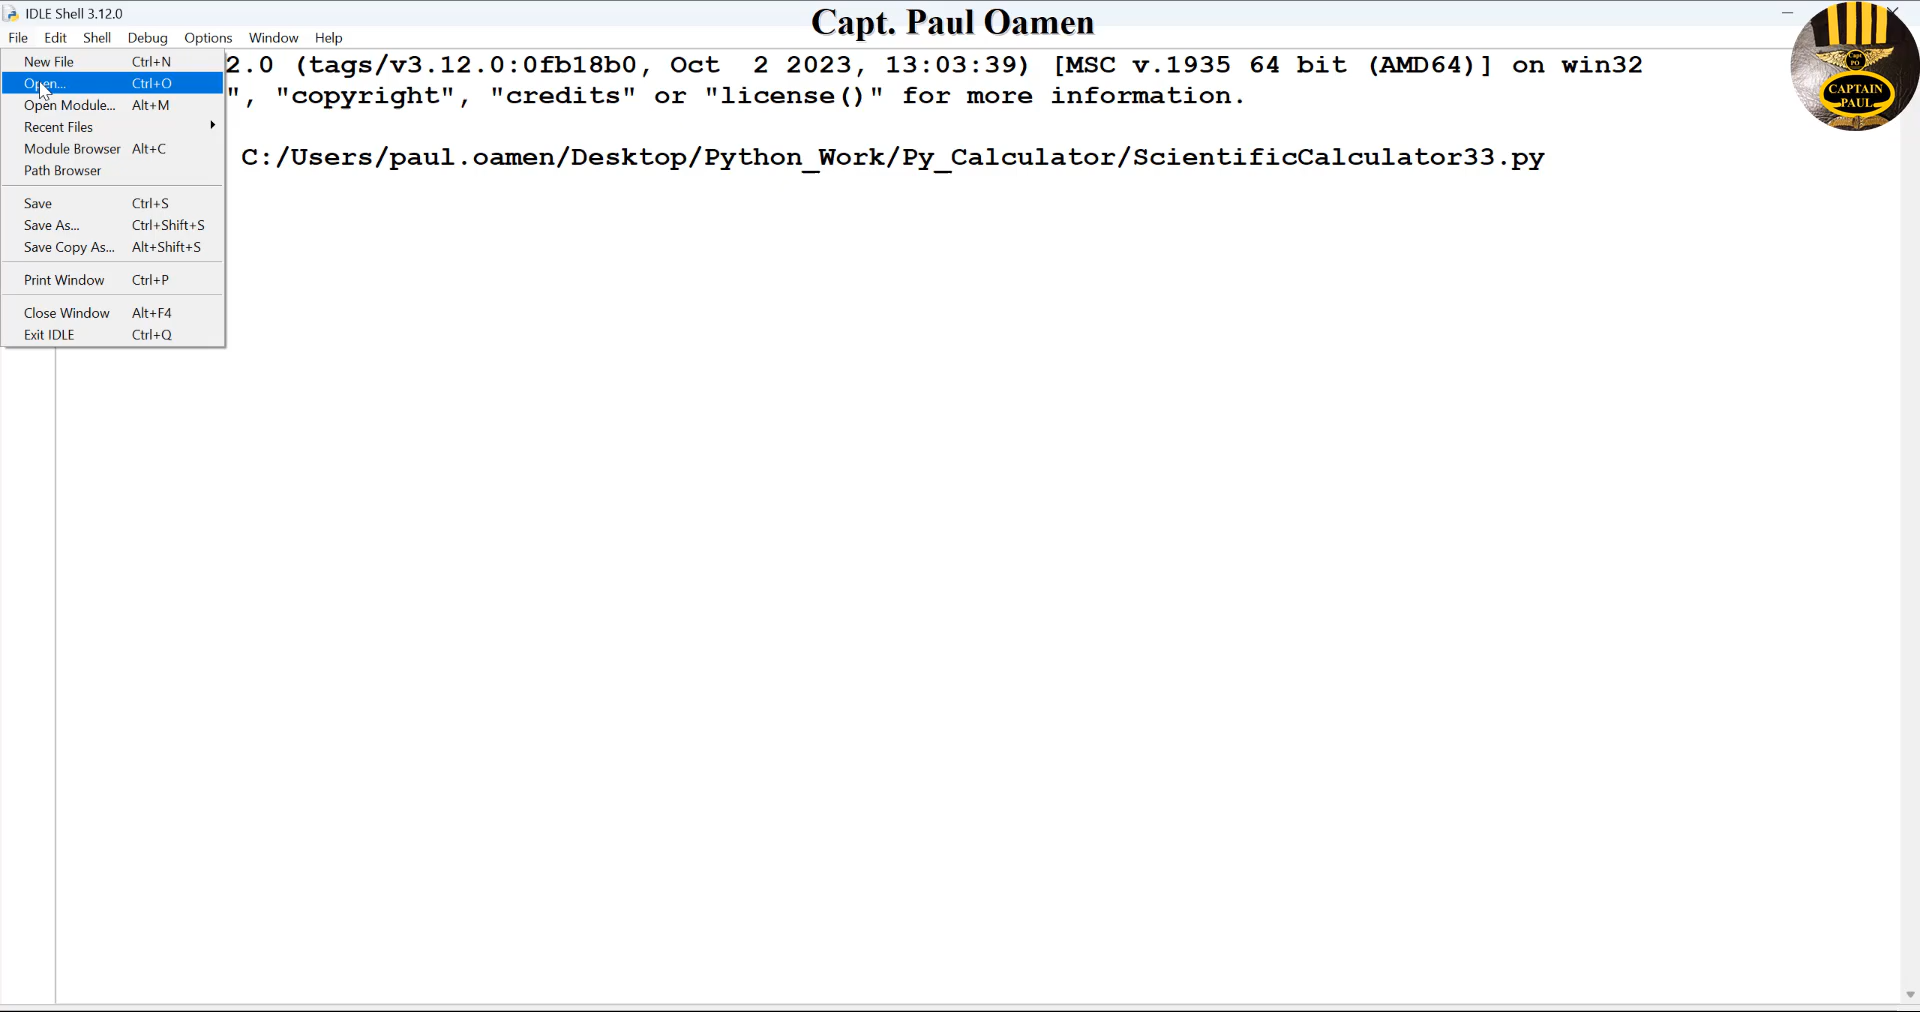 IDLE Shell 3.12.0
Capt. Paul Oamen
File Edit Shell Debug Options Window Help
New File Ctrl+N
Open... Ctrl+O
Open Module... Alt+M
Recent Files
Module Browser Alt+C
Path Browser
Save Ctrl+S
Save As... Ctrl+Shift+S
Save Copy As... Alt+Shift+S
Print Window Ctrl+P
Close Window Alt+F4
Exit IDLE Ctrl+Q
2.0 (tags/v3.12.0:0fb18b0, Oct  2 2023, 13:03:39) [MSC v.1935 64 bit (AMD64)] on win32
", "copyright", "credits" or "license()" for more information.
C:/Users/paul.oamen/Desktop/Python_Work/Py_Calculator/ScientificCalculator33.py
Capt
PO
CAPTAIN
PAUL